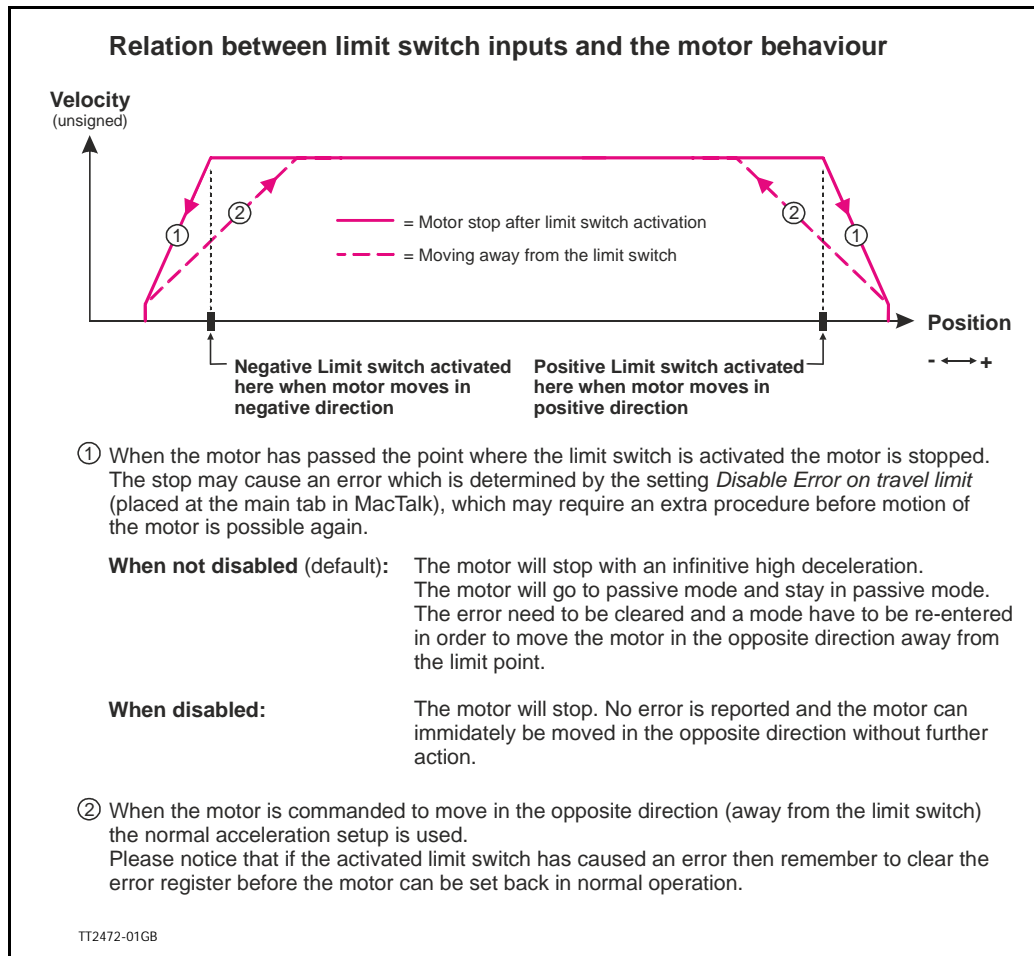 Relation between limit switch inputs and the motor behaviour
Velocity
(unsigned)
② ②
① ①
= Motor stop after limit switch activation
= Moving away from the limit switch
Position
- +
Negative Limit switch activated
here when motor moves in
negative direction
Positive Limit switch activated
here when motor moves in
positive direction
① When the motor has passed the point where the limit switch is activated the motor is stopped.
The stop may cause an error which is determined by the setting Disable Error on travel limit
(placed at the main tab in MacTalk), which may require an extra procedure before motion of
the motor is possible again.
When not disabled (default): The motor will stop with an infinitive high deceleration.
The motor will go to passive mode and stay in passive mode.
The error need to be cleared and a mode have to be re-entered
in order to move the motor in the opposite direction away from
the limit point.
When disabled: The motor will stop. No error is reported and the motor can
immidately be moved in the opposite direction without further
action.
② When the motor is commanded to move in the opposite direction (away from the limit switch)
the normal acceleration setup is used.
Please notice that if the activated limit switch has caused an error then remember to clear the
error register before the motor can be set back in normal operation.
TT2472-01GB